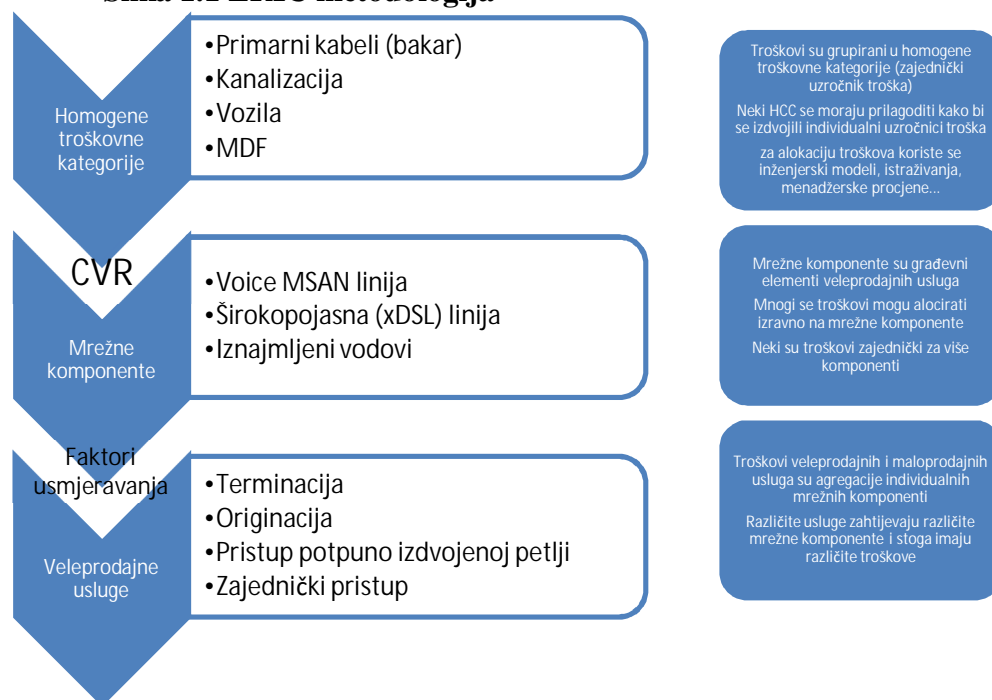 Homogene
troškovne
kategorije
•Primarni kabeli (bakar)
•Kanalizacija
•Vozila
•MDF
Troškovi su grupirani u homogene
troškovne kategorije (zajednički
uzročnik troška)
Neki HCC se moraju prilagoditi kako bi
se izdvojili individualni uzročnici troška
za alokaciju troškova koriste se
inženjerski modeli, istraživanja,
menadžerske procjene...
CVR
Mrežne
komponente
•Voice MSAN linija
•Širokopojasna (xDSL) linija
•Iznajmljeni vodovi
Mrežne komponente su građevni
elementi veleprodajnih usluga
Mnogi se troškovi mogu alocirati
izravno na mrežne komponente
Neki su troškovi zajednički za više
komponenti
Faktori
usmjeravanja
Veleprodajne
usluge
•Terminacija
•Originacija
•Pristup potpuno izdvojenoj petlji
•Zajednički pristup
Troškovi veleprodajnih i maloprodajnih
usluga su agregacije individualnih
mrežnih komponenti
Različite usluge zahtijevaju različite
mrežne komponente i stoga imaju
različite troškove